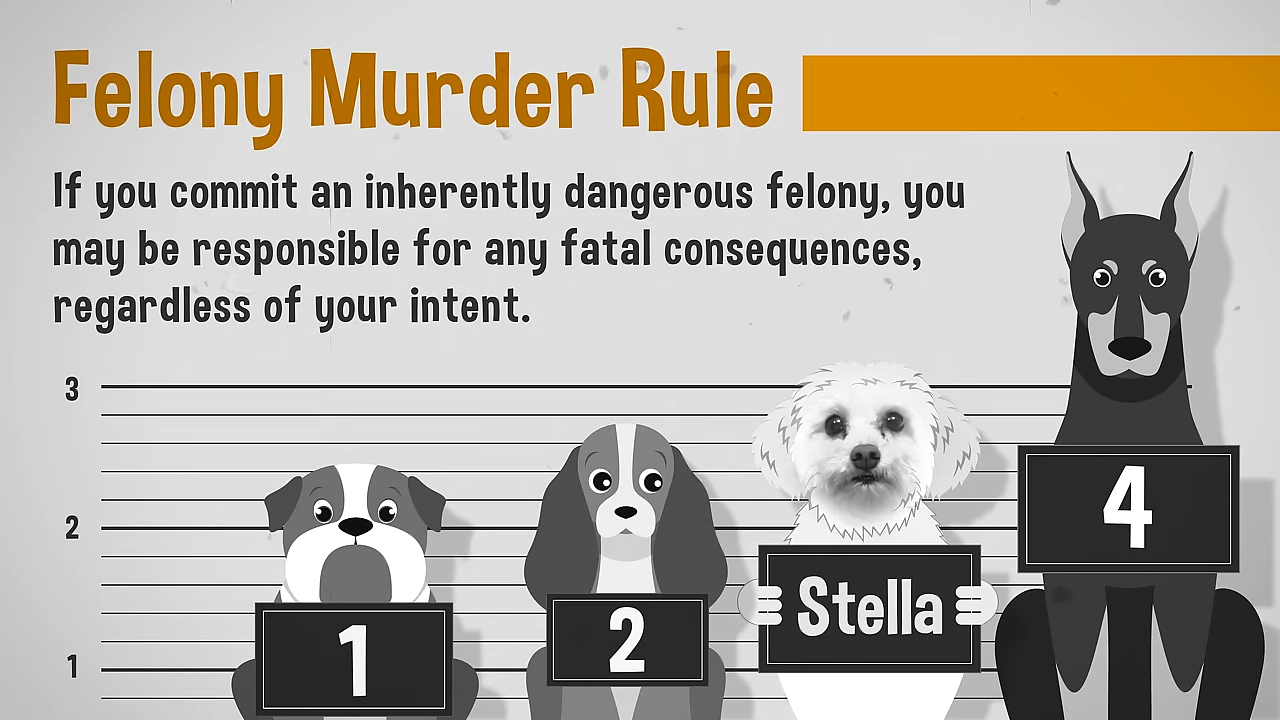 Felony Murder Rule
If you commit an inherently dangerous felony, you
may be responsible for any fatal consequences,
regardless of your intent.
3
2
1
1
2
Stella
4